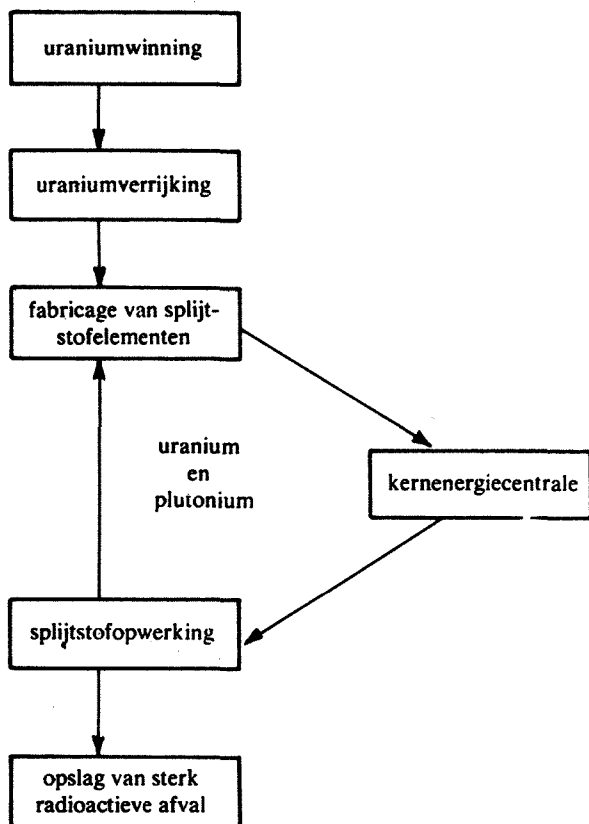 uraniumwinning
uraniumverrijking
fabricage van splijt-
stofelementen
uranium
en
plutonium
kernenergiecentrale
splijtstofopwerking
opslag van sterk
radioactieve afval